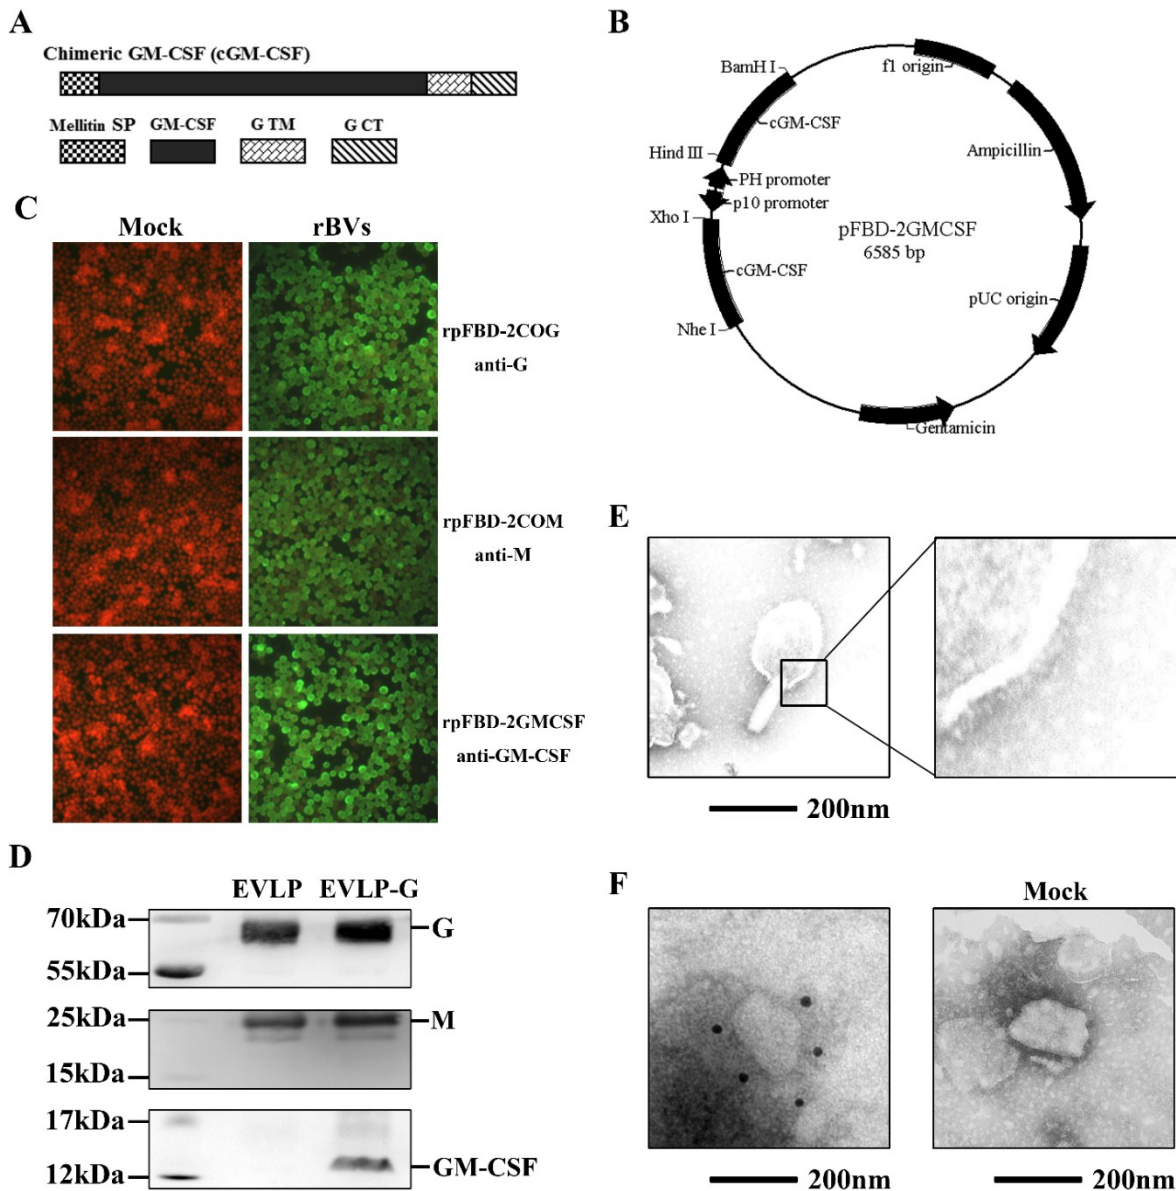 A
Chimeric GM-CSF (cGM-CSF)
Mellitin SP
GM-CSF
G TM
G CT
B
BamH I
f1 origin
cGM-CSF
Ampicillin
Hind III
PH promoter
p10 promoter
Xho I
pFBD-2GMCSF
6585 bp
cGM-CSF
pUC origin
Nhe I
Gentamicin
C
Mock
rBVs
rpFBD-2COG
anti-G
rpFBD-2COM
anti-M
rpFBD-2GMCSF
anti-GM-CSF
D
EVLP
EVLP-G
70kDa
G
55kDa
25kDa
M
15kDa
17kDa
GM-CSF
12kDa
E
200nm
F
Mock
200nm
200nm